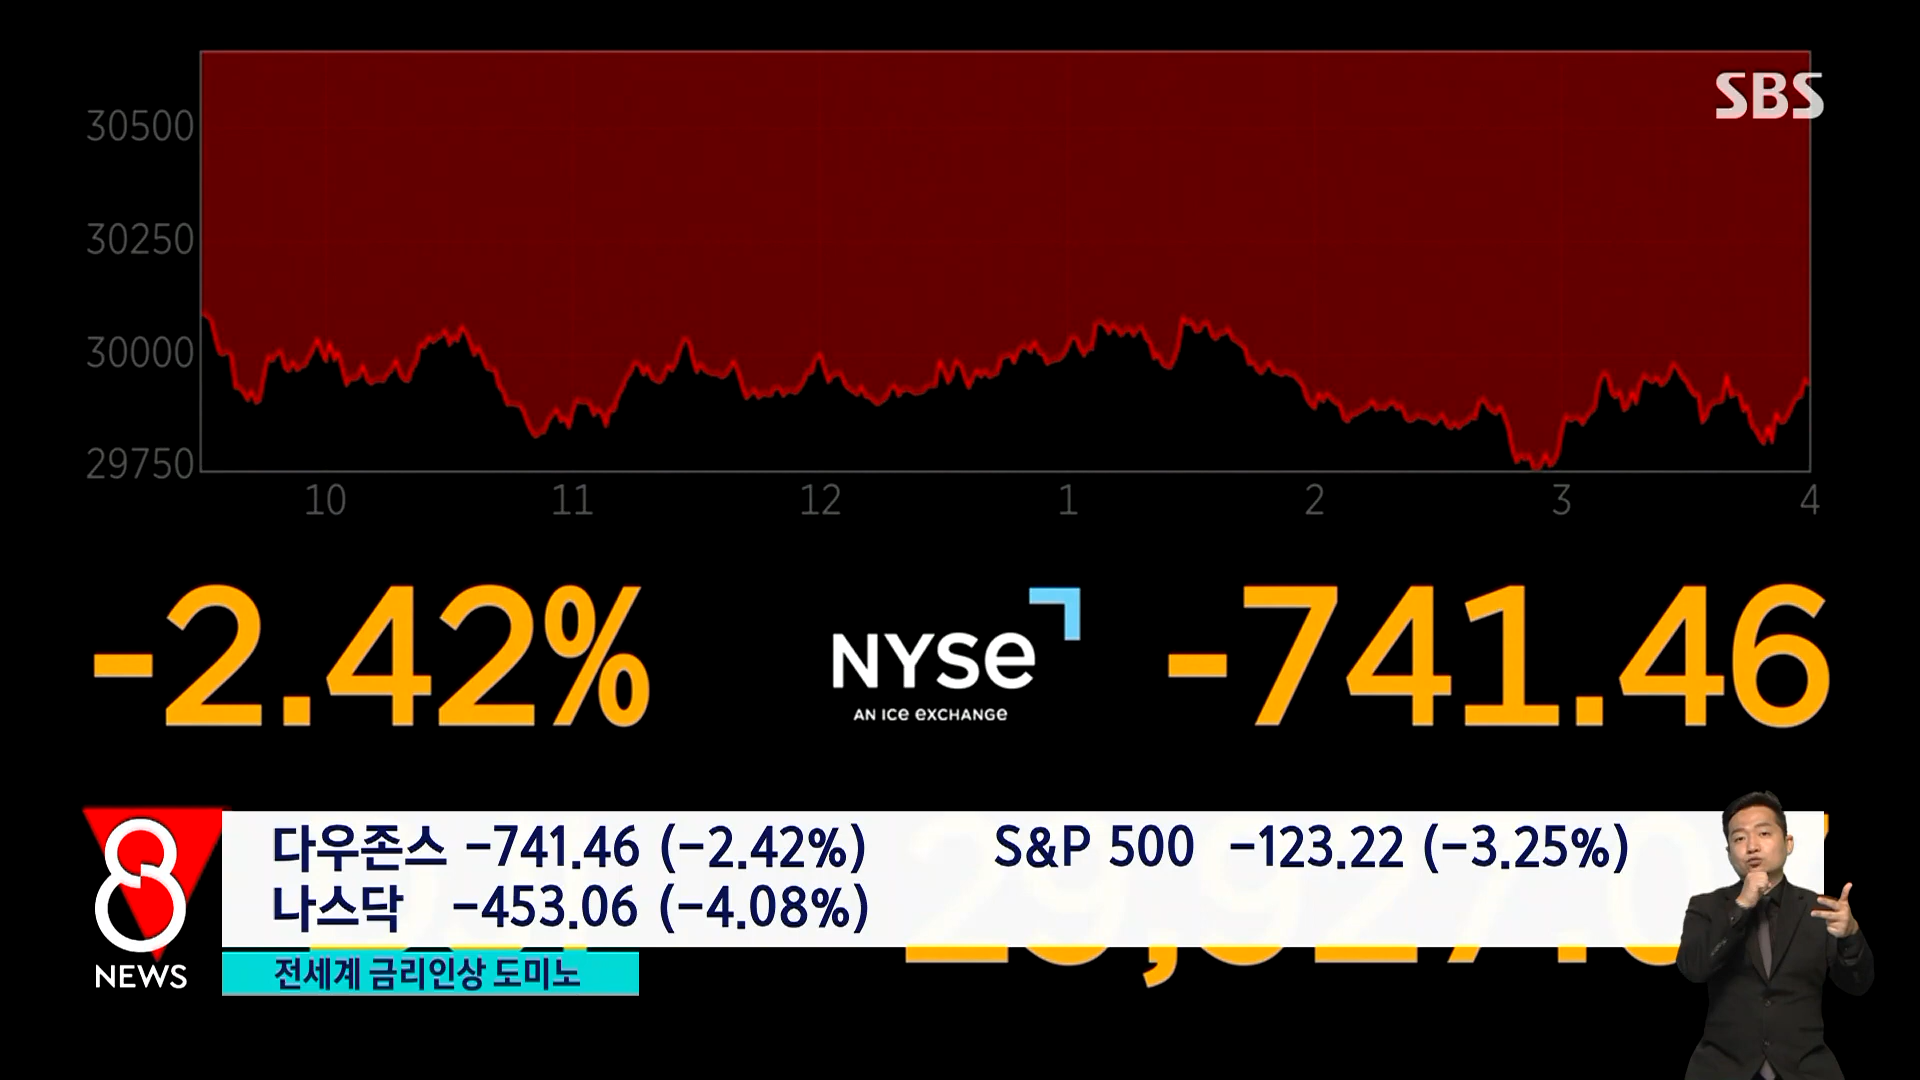 SBS
30500
30250
30000
29750
10 11 12 1 2 3 4
-2.42% NYSE -741.46
AN ICE EXCHANGE
다우존스 -741.46 (-2.42%) S&P 500 -123.22 (-3.25%)
나스닥 -453.06 (-4.08%)
8 NEWS
전세계 금리인상 도미노